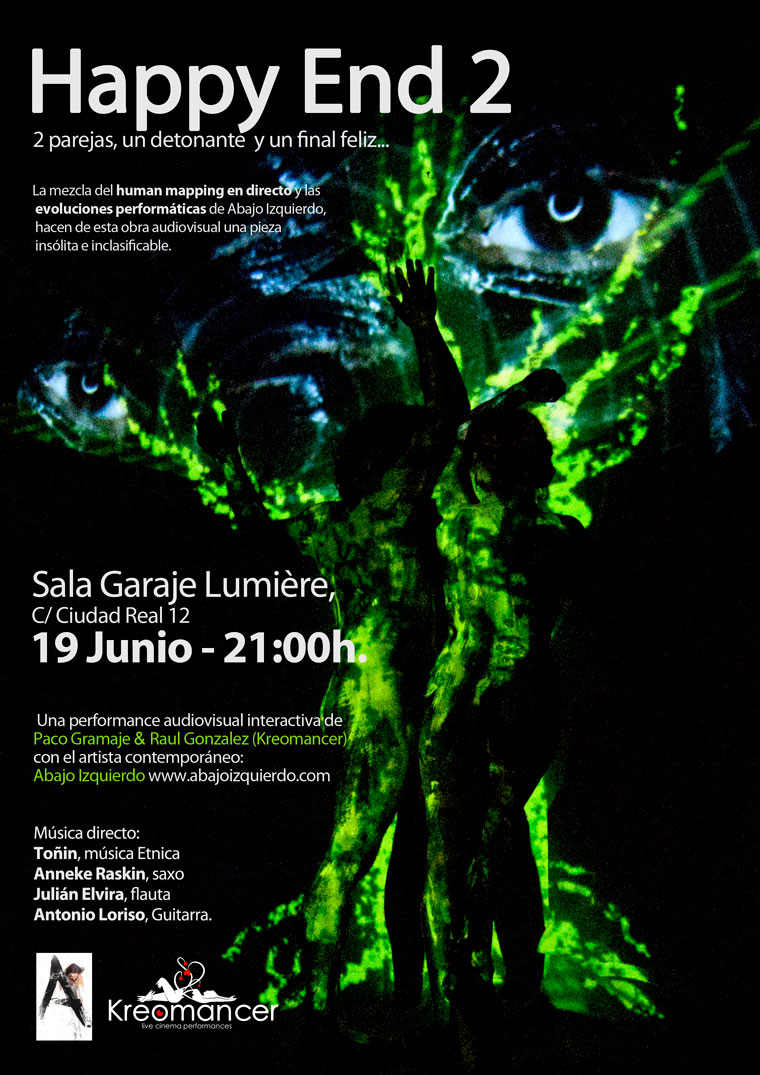 Happy End 2
2 parejas, un detonante y un final feliz...
La mezcla del human mapping en directo y las
evoluciones performáticas de Abajo Izquierdo,
hacen de esta obra audiovisual una pieza
insólita e inclasificable.
Sala Garaje Lumière,
C/ Ciudad Real 12
19 Junio - 21:00h.
Una performance audiovisual interactiva de
Paco Gramaje & Raul Gonzalez (Kreomancer)
con el artista contemporáneo:
Abajo Izquierdo www.abajoizquierdo.com
Música directo:
Toñin, música Etnica
Anneke Raskin, saxo
Julián Elvira, flauta
Antonio Loriso, Guitarra.
A
Kreomancer
live cinema performances